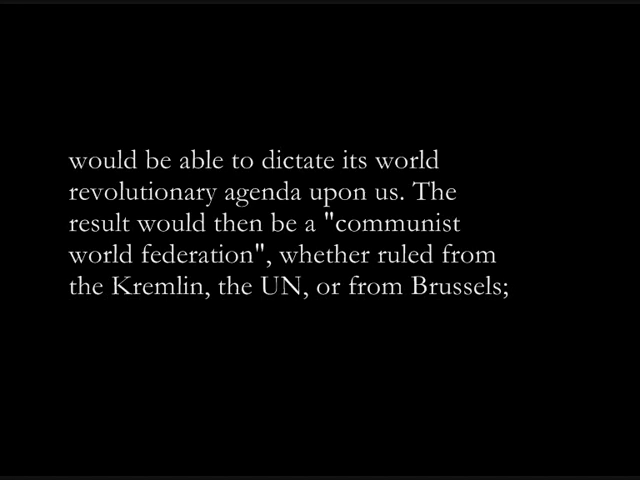 would be able to dictate its world
revolutionary agenda upon us. The
result would then be a "communist
world federation", whether ruled from
the Kremlin, the UN, or from Brussels;